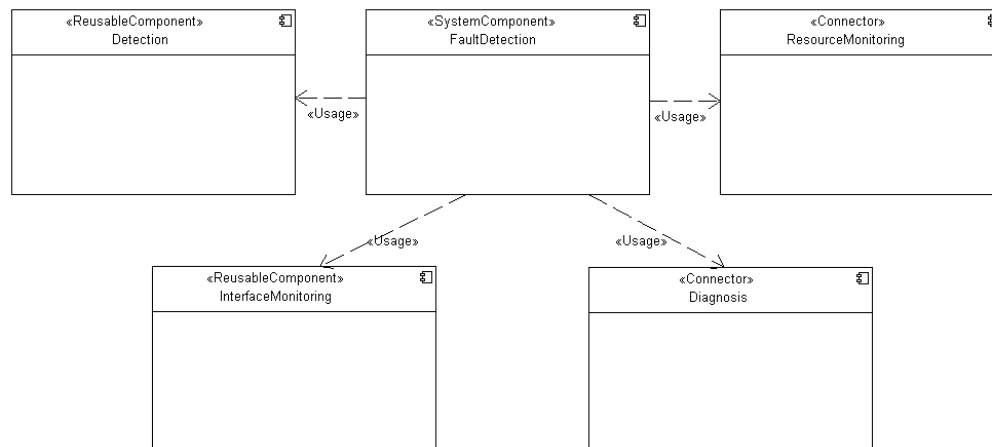 «ReusableComponent»
Detection
«SystemComponent»
FaultDetection
«Connector»
ResourceMonitoring
«Usage»
«Usage»
«Usage»
«Usage»
«ReusableComponent»
InterfaceMonitoring
«Connector»
Diagnosis